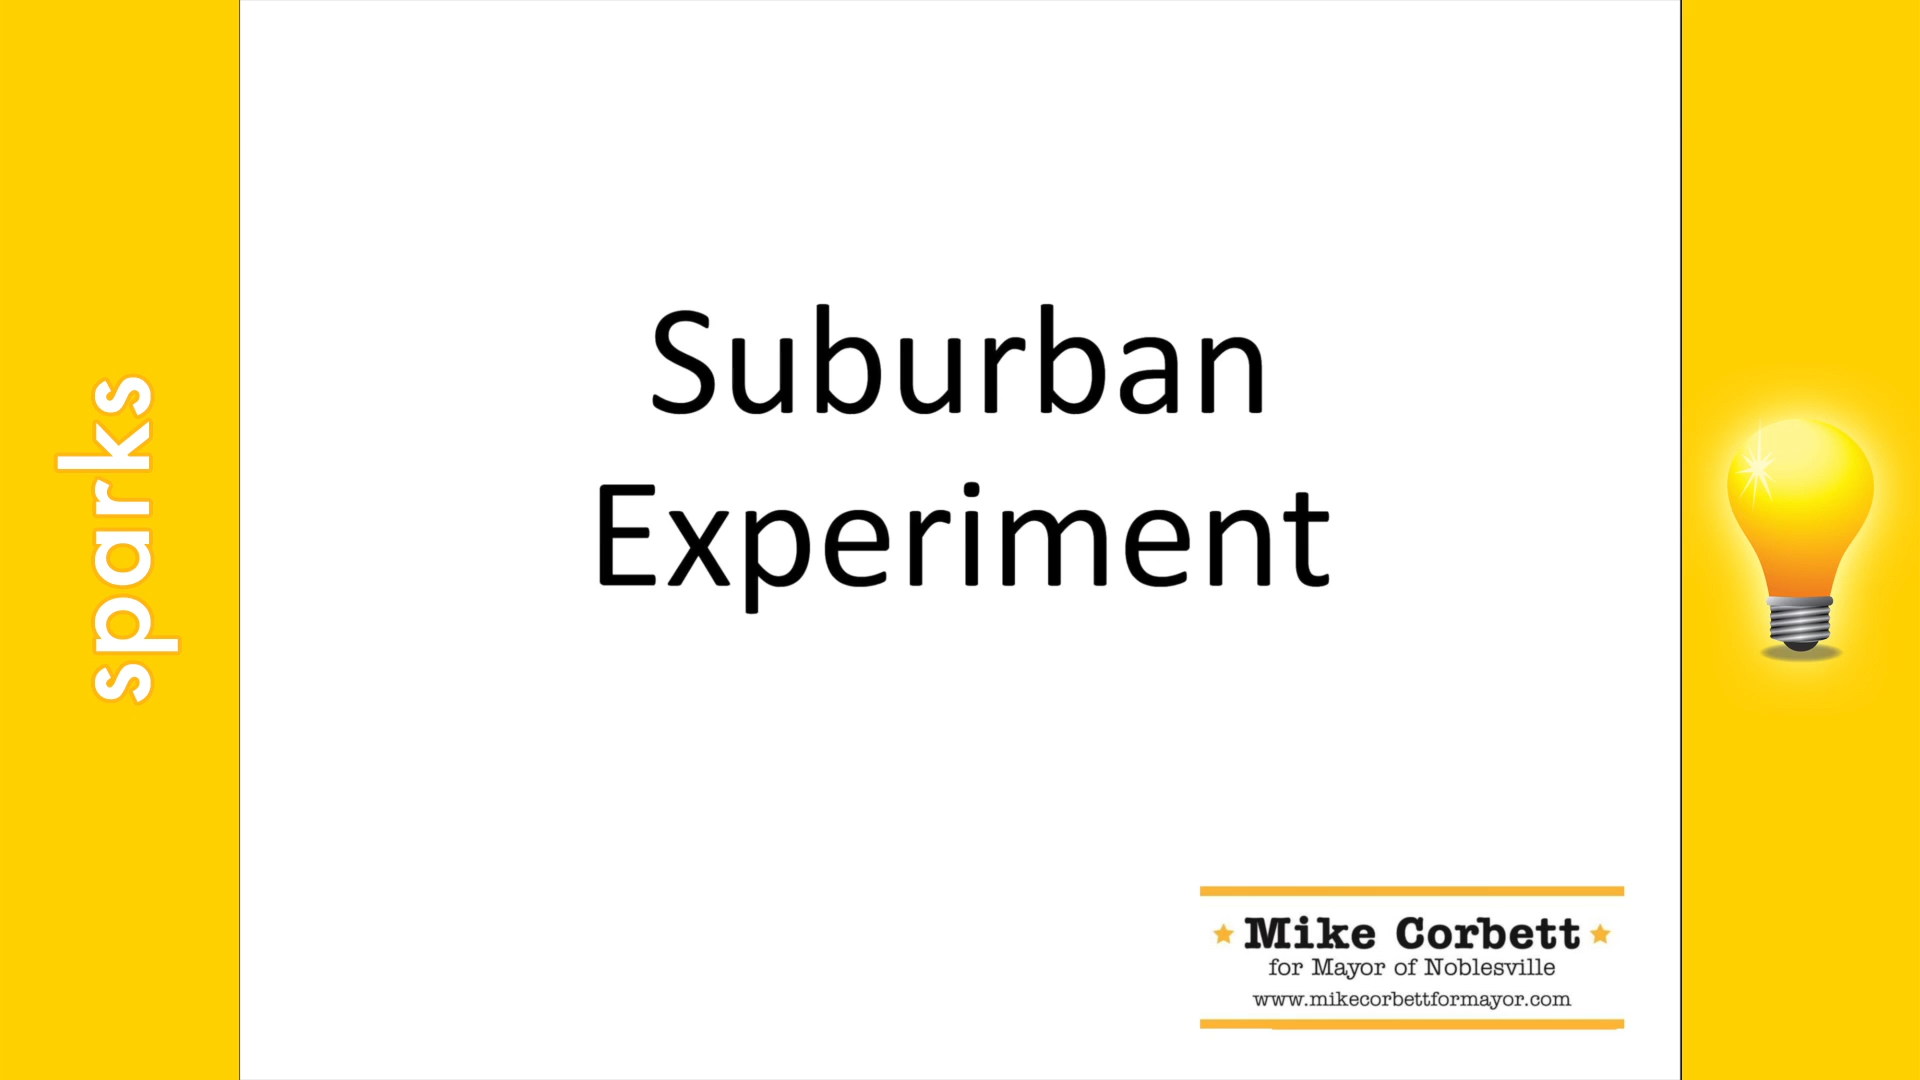 sparks
Suburban
Experiment
Mike Corbett
for Mayor of Noblesville
www.mikecorbettformayor.com